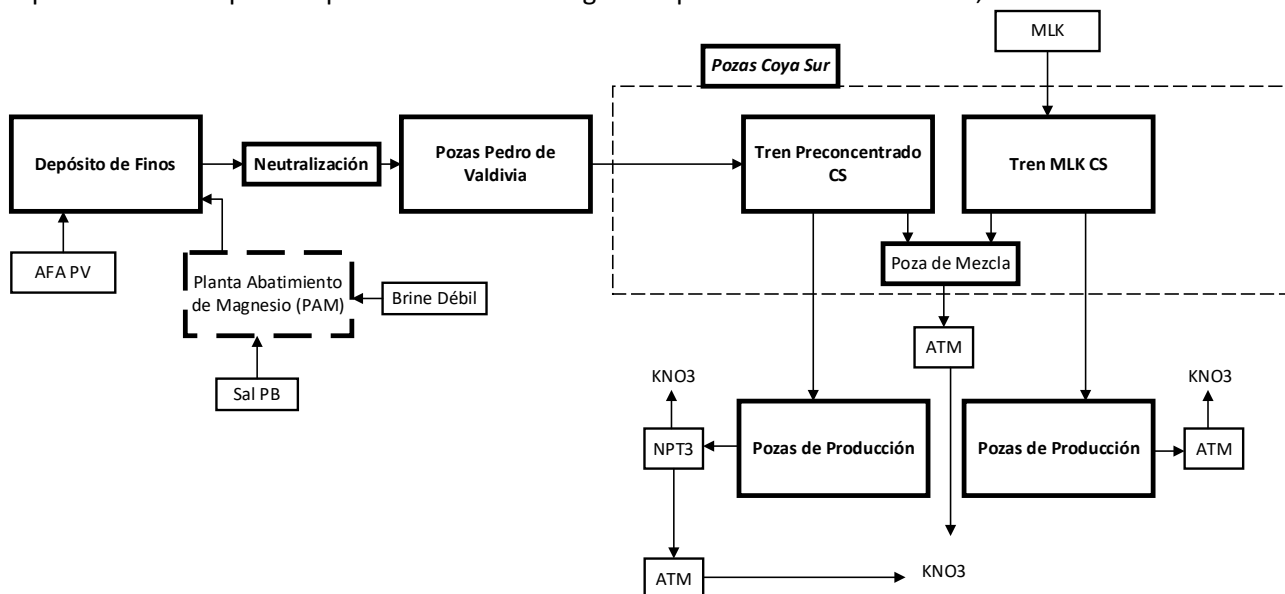 MLK
Pozas Coya Sur
Depósito de Finos
Neutralización
Pozas Pedro de
Valdivia
Tren Preconcentrado
CS
Tren MLK CS
AFA PV
Planta Abatimiento
de Magnesio (PAM)
Brine Débil
Poza de Mezcla
Sal PB
ATM
KNO3
KNO3
NPT3
Pozas de Producción
Pozas de Producción
ATM
ATM
KNO3